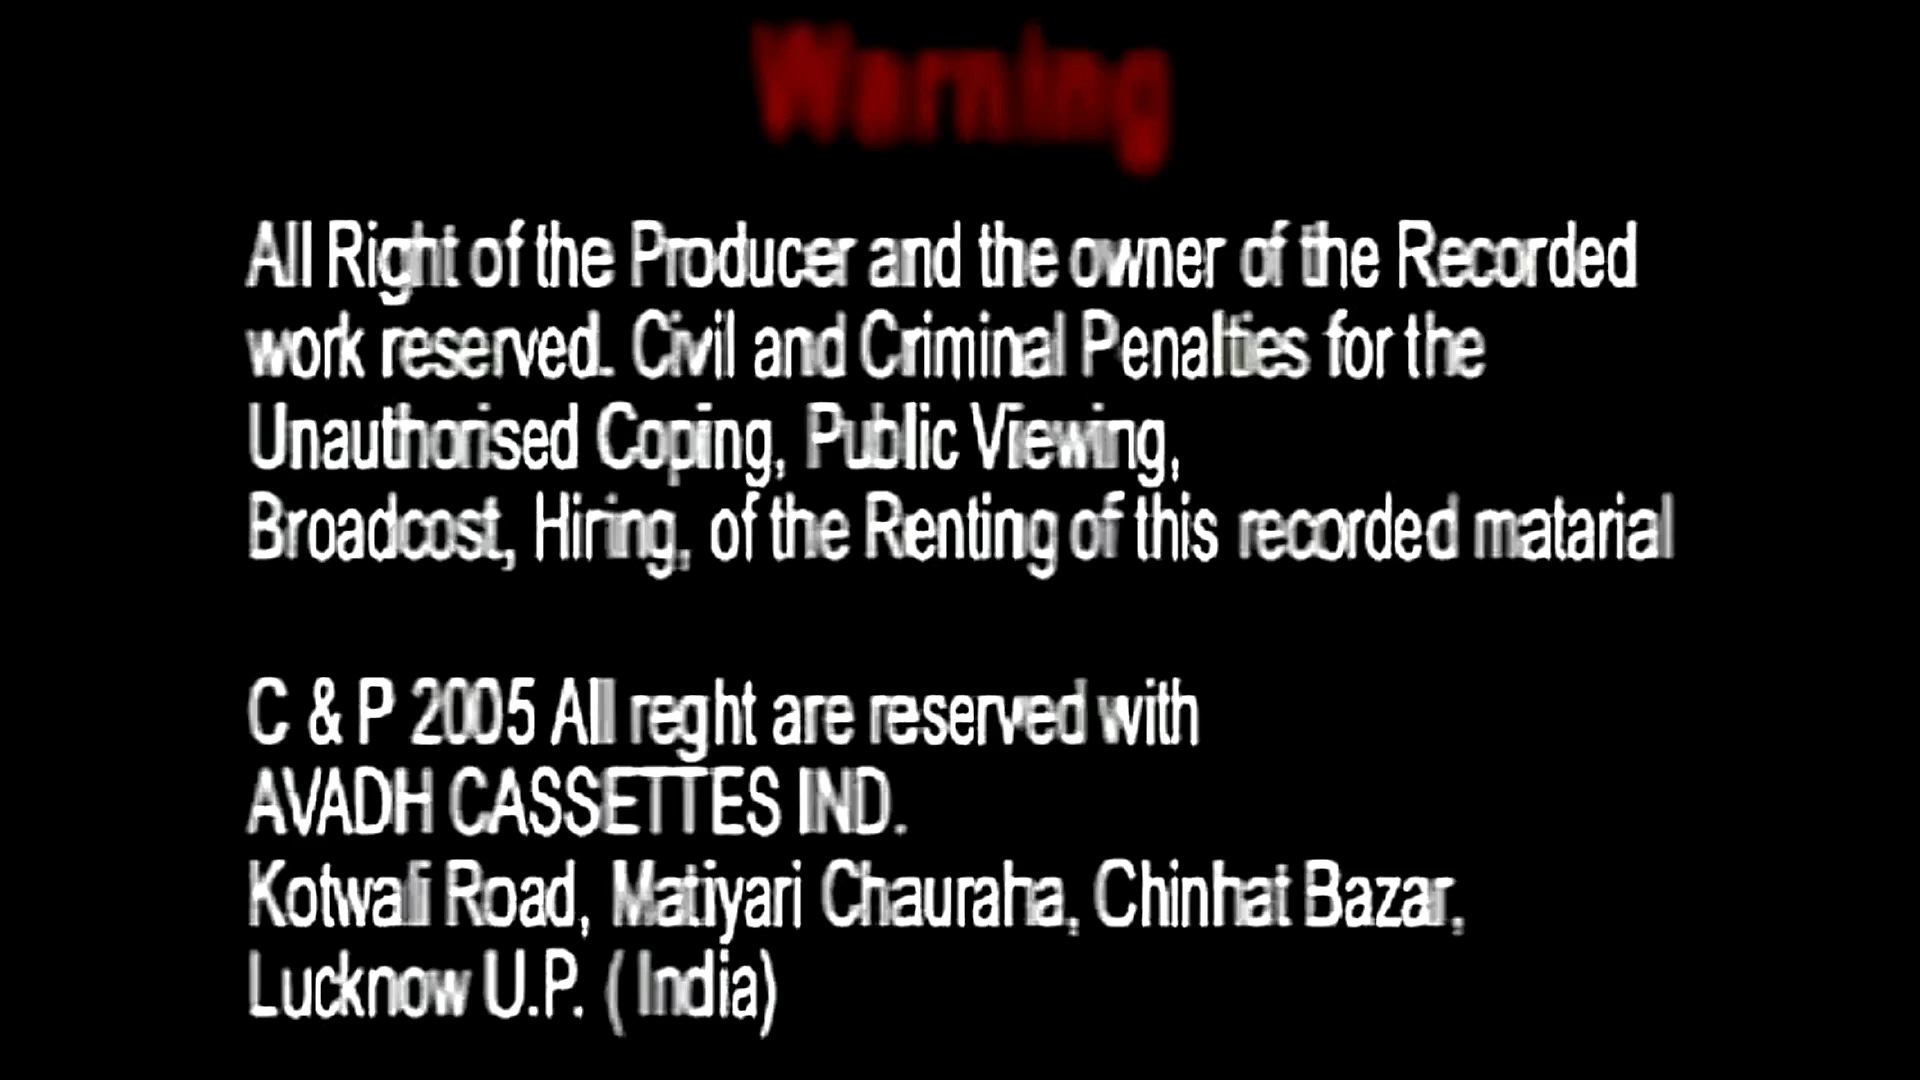 Warning
All Right of the Producer and the owner of the Recorded
work reserved. Civil and Criminal Penalties for the
Unauthorised Coping, Public Viewing,
Broadcost, Hiring, of the Renting of this recorded matarial
C & P 2005 All reght are reserved with
AVADH CASSETTES IND.
Kotwali Road, Matiyari Chauraha, Chinhat Bazar,
Lucknow U.P. ( India)